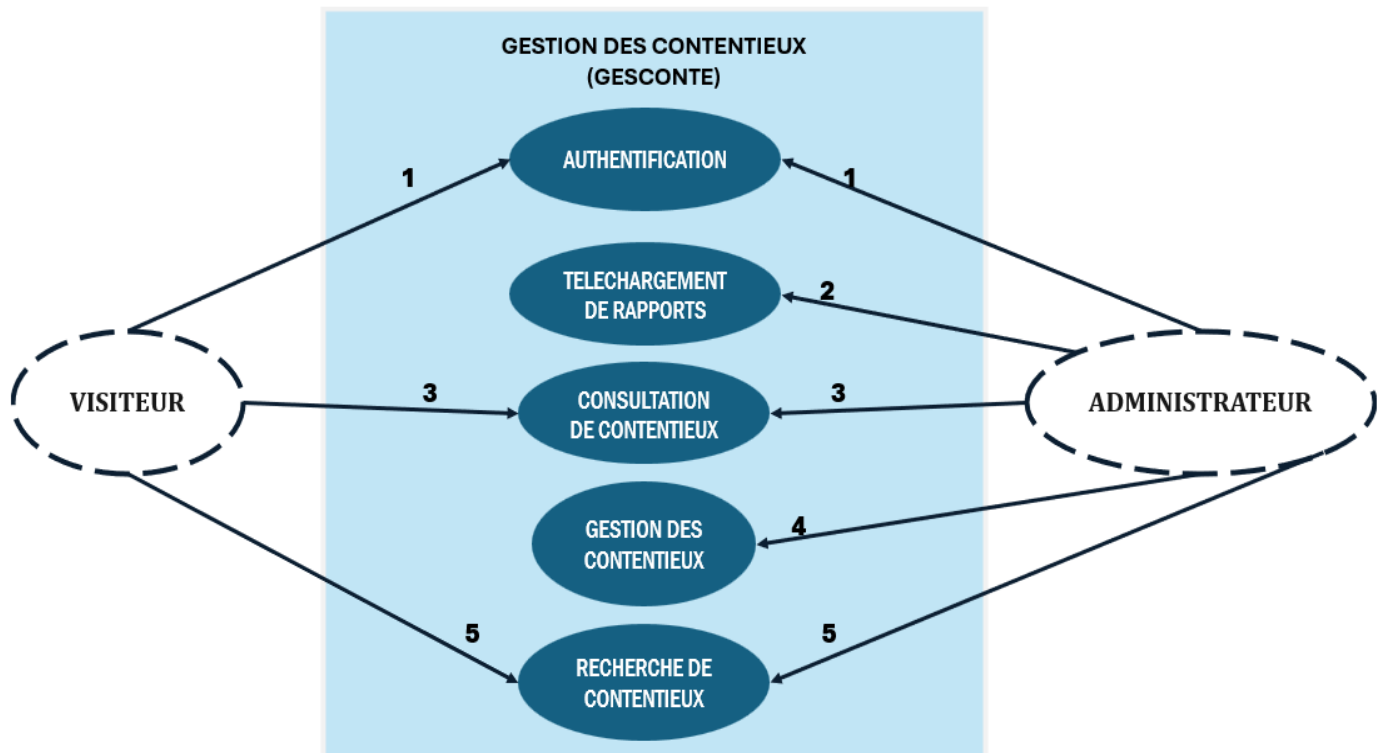 GESTION DES CONTENTIEUX
(GESCONTE)
AUTHENTIFICATION
1
1
TELECHARGEMENT
DE RAPPORTS
2
VISITEUR
3
CONSULTATION
DE CONTENTIEUX
3
ADMINISTRATEUR
GESTION DES
CONTENTIEUX
4
5
RECHERCHE DE
CONTENTIEUX
5